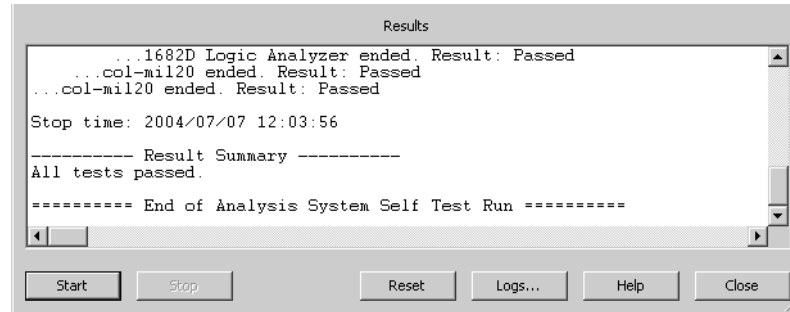 Results
...1682D Logic Analyzer ended. Result: Passed
...col-mil20 ended. Result: Passed
...col-mil20 ended. Result: Passed
Stop time: 2004/07/07 12:03:56
---------- Result Summary ----------
All tests passed.
========== End of Analysis System Self Test Run ==========
Start Stop Reset Logs... Help Close